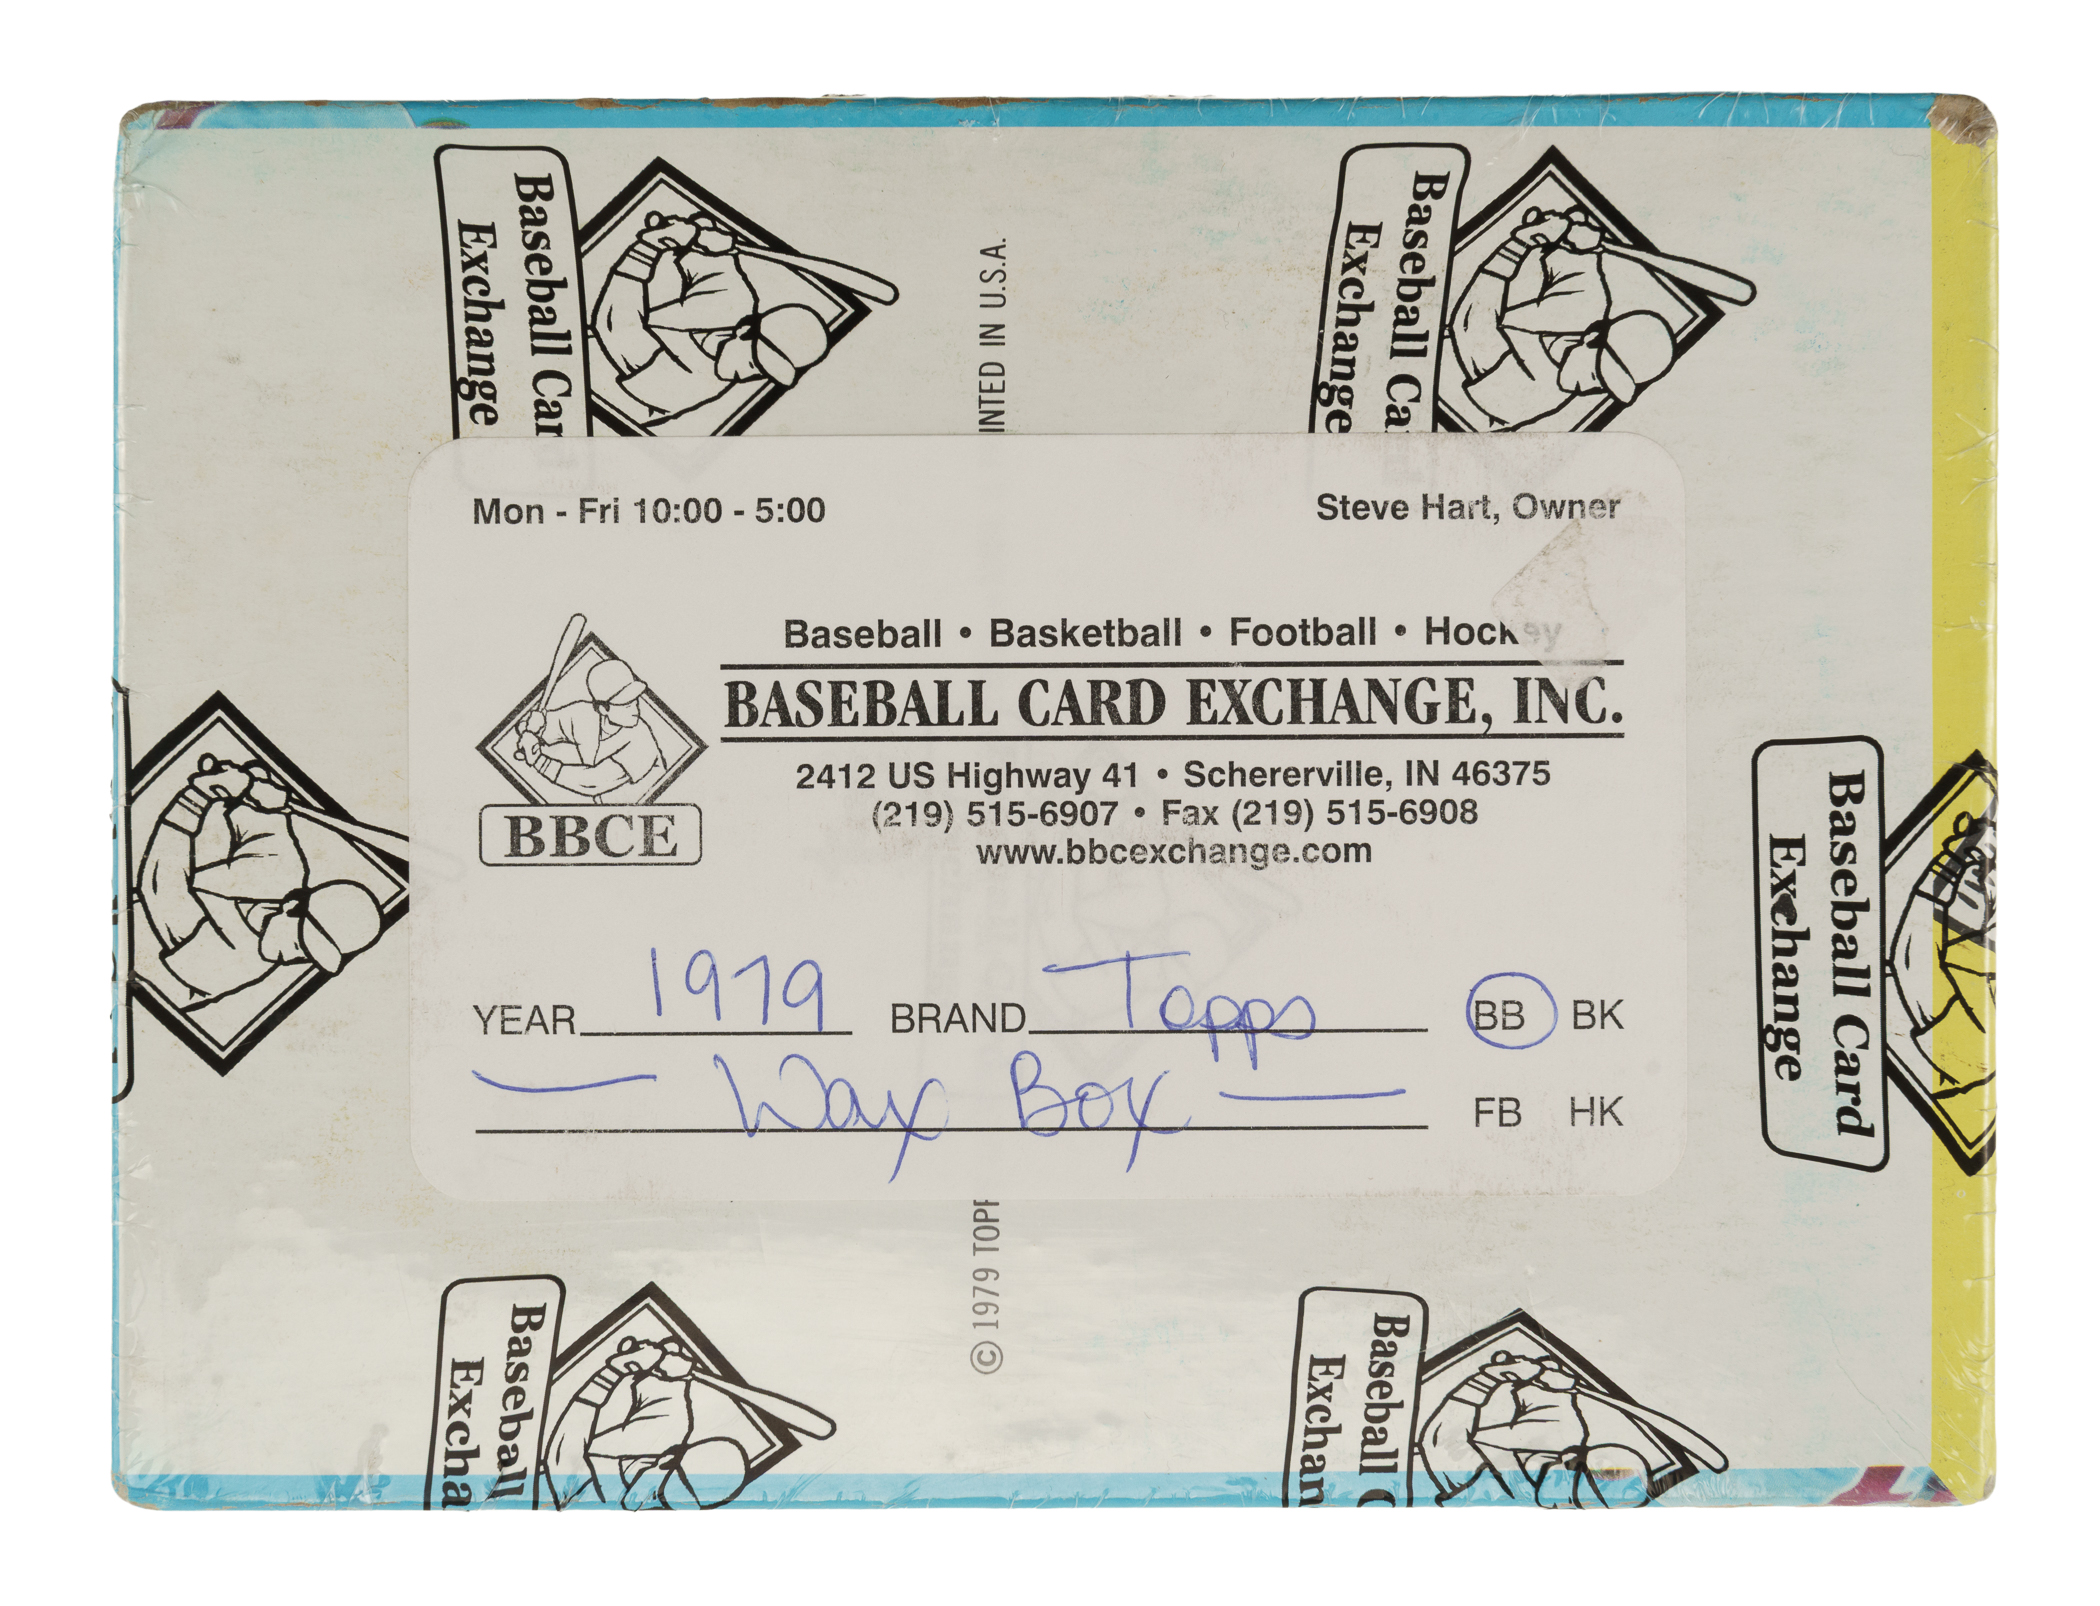 Baseball Car
Exchange
Baseball Ca
Exchange
INTED IN U.S.A.
Mon - Fri 10:00 - 5:00
Steve Hart, Owner
Baseball • Basketball • Football • Hockey
BASEBALL CARD EXCHANGE, INC.
2412 US Highway 41 • Schererville, IN 46375
(219) 515-6907 • Fax (219) 515-6908
www.bbcexchange.com
BBCE
YEAR 1979 BRAND Topps BB BK
— Wax Box — FB HK
Baseball Card
Exchange
© 1979 TOPP
Baseball
Excha
Baseball C
Exchan